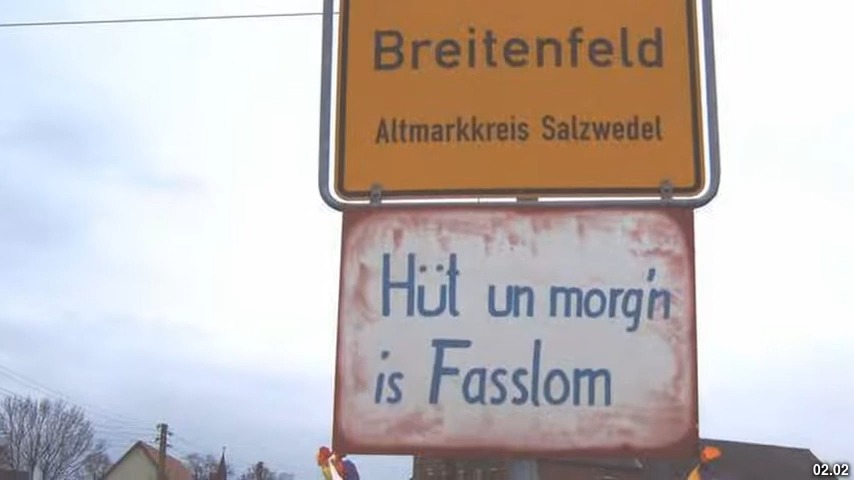 Breitenfeld
Altmarkkreis Salzwedel
Hüt un morg'n
is Fasslom
02.02